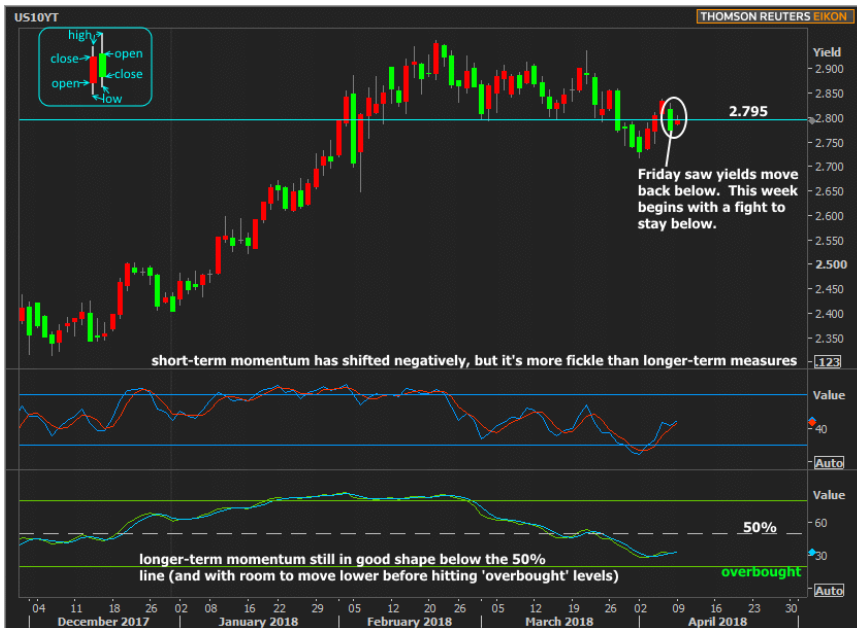 US10YT
THOMSON REUTERS EIKON
high
close
open
open
close
low
Yield
2.900
2.850
2.800
2.750
2.700
2.650
2.600
2.550
2.500
2.450
2.400
2.350
.123
2.795
Friday saw yields move
back below. This week
begins with a fight to
stay below.
short-term momentum has shifted negatively, but it's more fickle than longer-term measures
Value
40
Auto
Value
60
30
Auto
50%
longer-term momentum still in good shape below the 50%
line (and with room to move lower before hitting 'overbought' levels)
overbought
04 11 18 26 02 08 16 22 29 05 12 20 26 05 12 19 26 02 09 16 23 30
December 2017 January 2018 February 2018 March 2018 April 2018